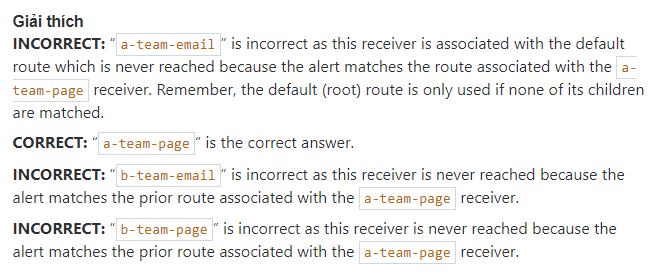 Giải thích
INCORRECT: “a-team-email” is incorrect as this receiver is associated with the default
route which is never reached because the alert matches the route associated with the a-
team-page receiver. Remember, the default (root) route is only used if none of its children
are matched.
CORRECT: “a-team-page” is the correct answer.
INCORRECT: “b-team-email” is incorrect as this receiver is never reached because the
alert matches the prior route associated with the a-team-page receiver.
INCORRECT: “b-team-page” is incorrect as this receiver is never reached because the
alert matches the prior route associated with the a-team-page receiver.